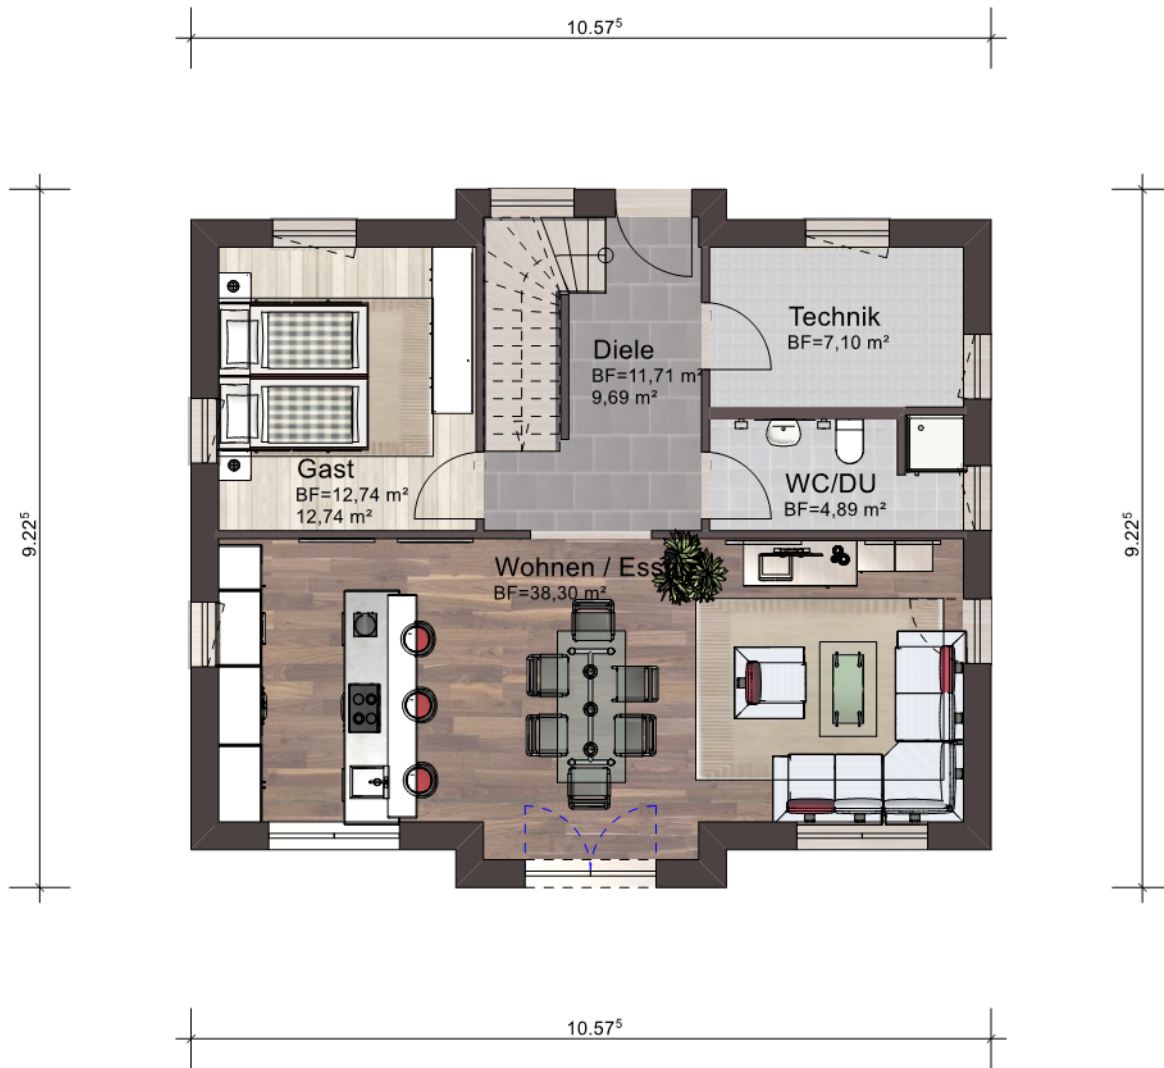 10.57⁵
Technik
BF=7,10 m²
Diele
BF=11,71 m²
9,69 m²
Gast
BF=12,74 m²
12,74 m²
WC/DU
BF=4,89 m²
9.22⁵
9.22⁵
Wohnen / Ess
BF=38,30 m²
10.57⁵